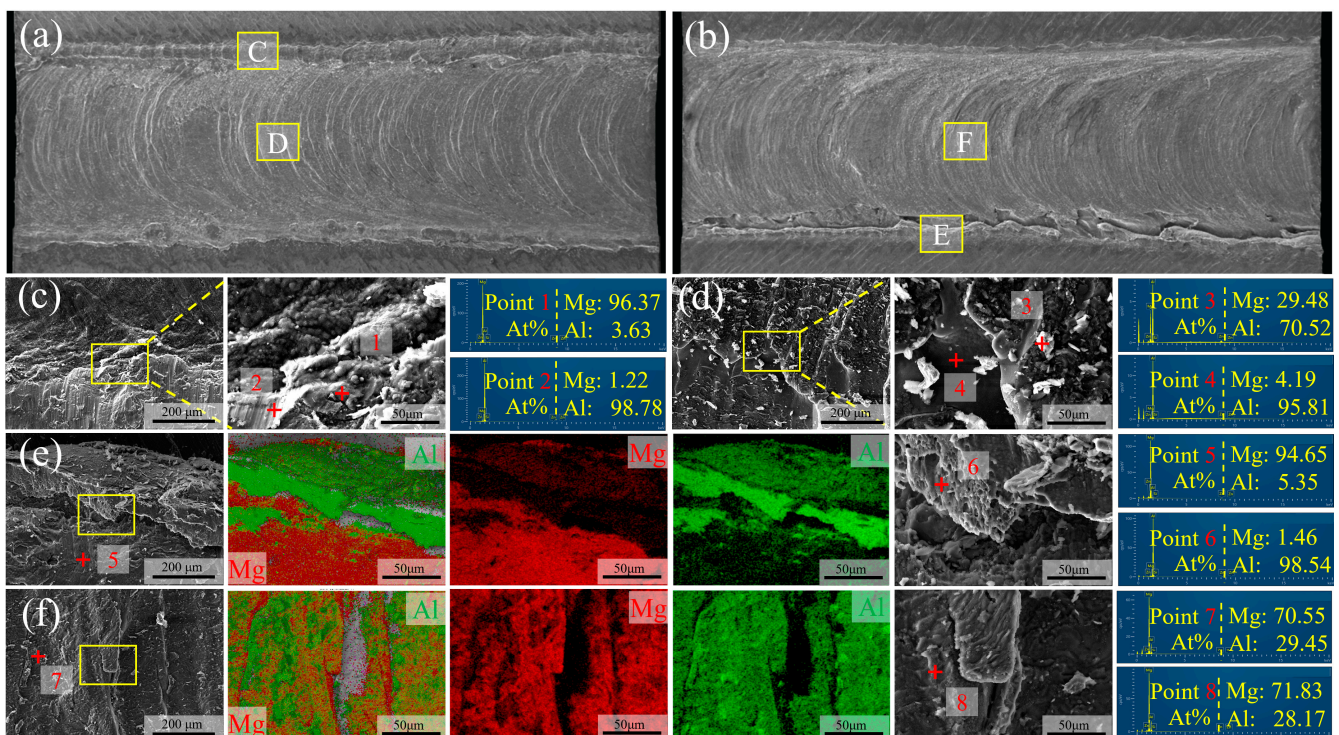 (a)
C
D
(b)
F
E
(c)
200 μm
1
2
50μm
Point 1 Mg: 96.37
At% Al: 3.63
Point 2 Mg: 1.22
At% Al: 98.78
(d)
200 μm
3
4
50μm
Point 3 Mg: 29.48
At% Al: 70.52
Point 4 Mg: 4.19
At% Al: 95.81
(e)
5
200 μm
Al
Mg
50μm
Mg
50μm
Al
50μm
6
50μm
Point 5 Mg: 94.65
At% Al: 5.35
Point 6 Mg: 1.46
At% Al: 98.54
(f)
7
200 μm
Al
Mg
50μm
Mg
50μm
Al
50μm
8
50μm
Point 7 Mg: 70.55
At% Al: 29.45
Point 8 Mg: 71.83
At% Al: 28.17